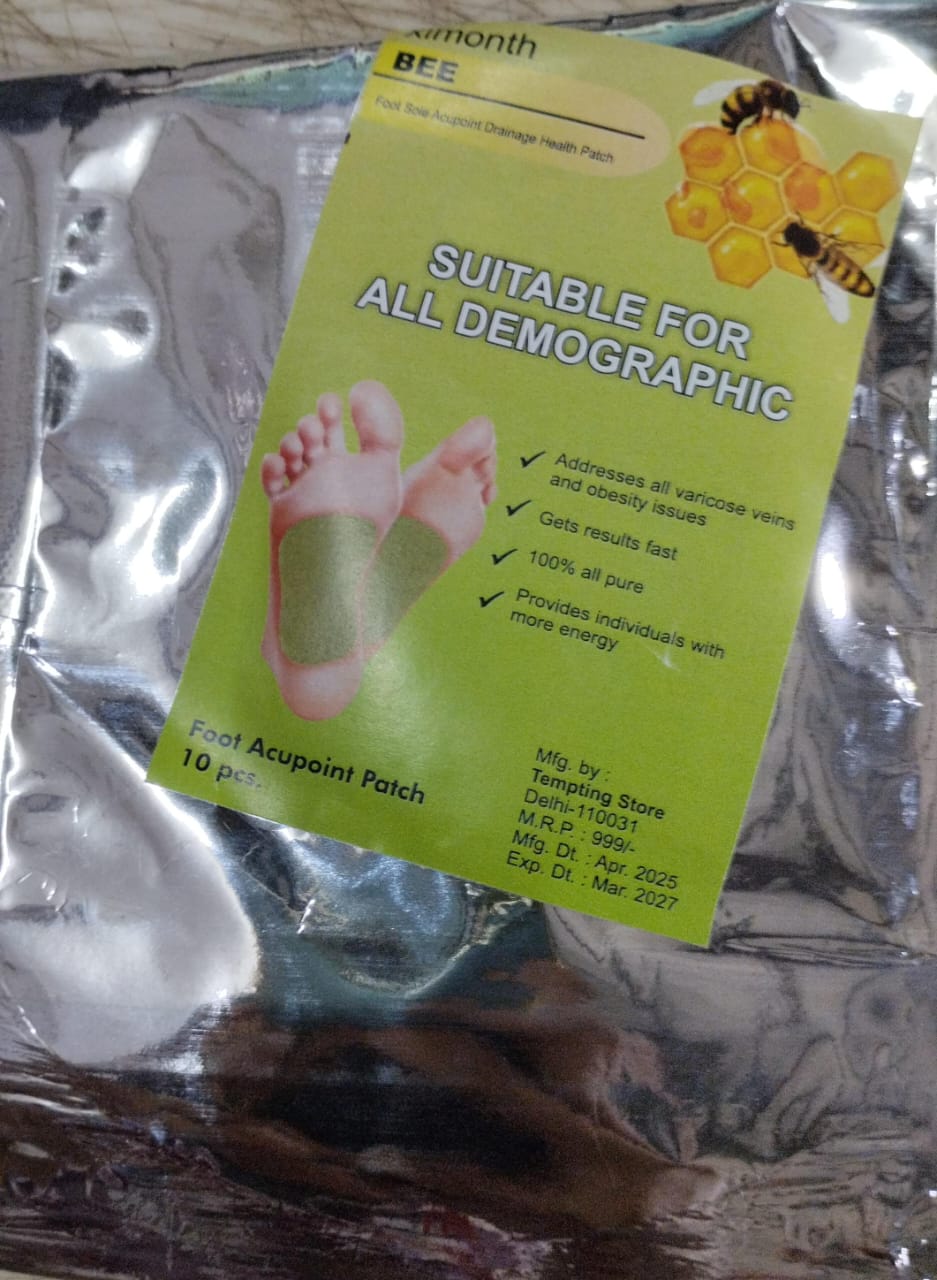 BEE
Foot Sole Acupoint Drainage Health Patch
SUITABLE FOR
ALL DEMOGRAPHIC
Addresses all varicose veins
and obesity issues
Gets results fast
100% all pure
Provides individuals with
more energy
Foot Acupoint Patch
10 pcs.
Mfg. by :
Tempting Store
Delhi-110031
M.R.P. : 999/-
Mfg. Dt. : Apr. 2025
Exp. Dt. : Mar. 2027